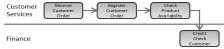 Customer
Services
Receive
Customer
Order
Register
Customer
Order
Check
Product
Availability
Finance
Credit
Check
Customer